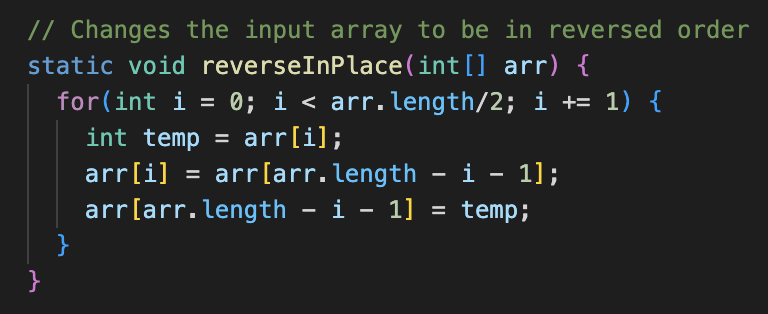 // Changes the input array to be in reversed order
static void reverseInPlace(int[] arr) {
  for(int i = 0; i < arr.length/2; i += 1) {
    int temp = arr[i];
    arr[i] = arr[arr.length - i - 1];
    arr[arr.length - i - 1] = temp;
  }
}